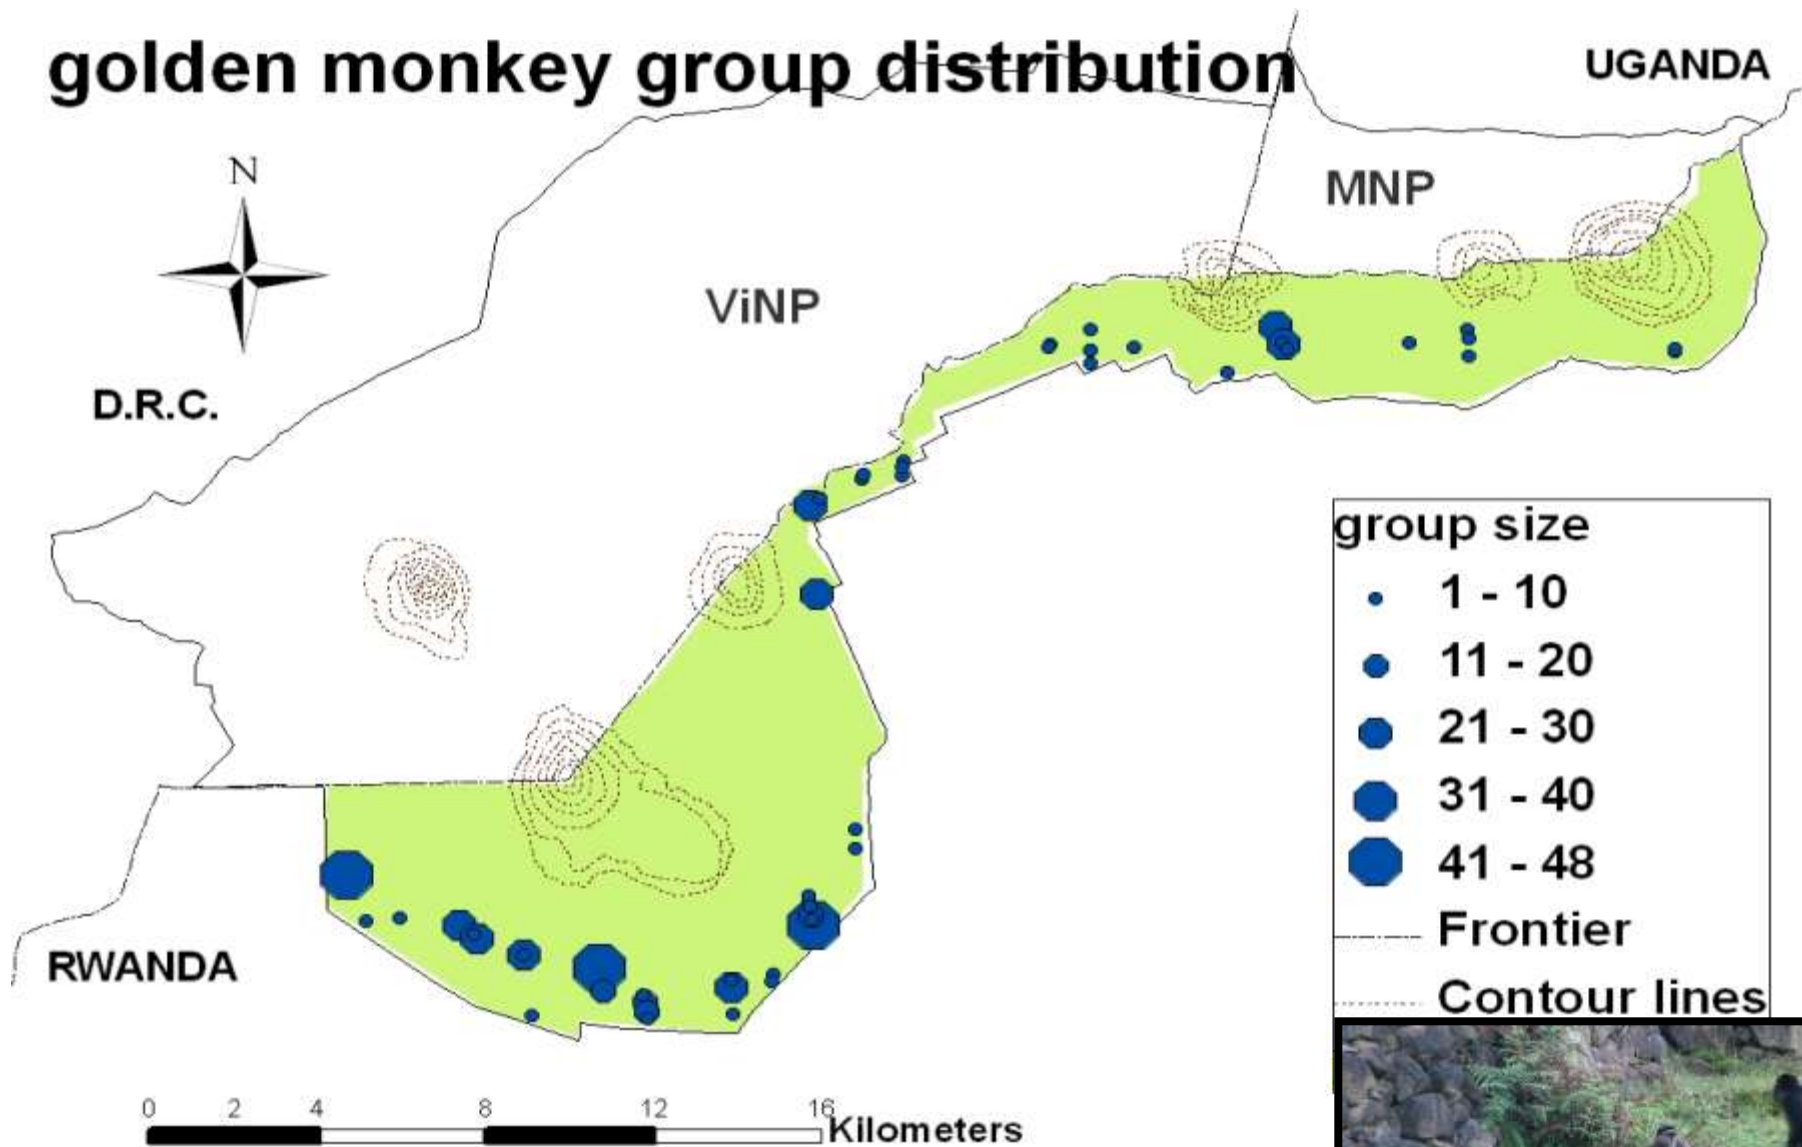 golden monkey group distribution
UGANDA
N
MNP
ViNP
D.R.C.
RWANDA
group size
1 - 10
11 - 20
21 - 30
31 - 40
41 - 48
Frontier
Contour lines
0 2 4 8 12 16
Kilometers